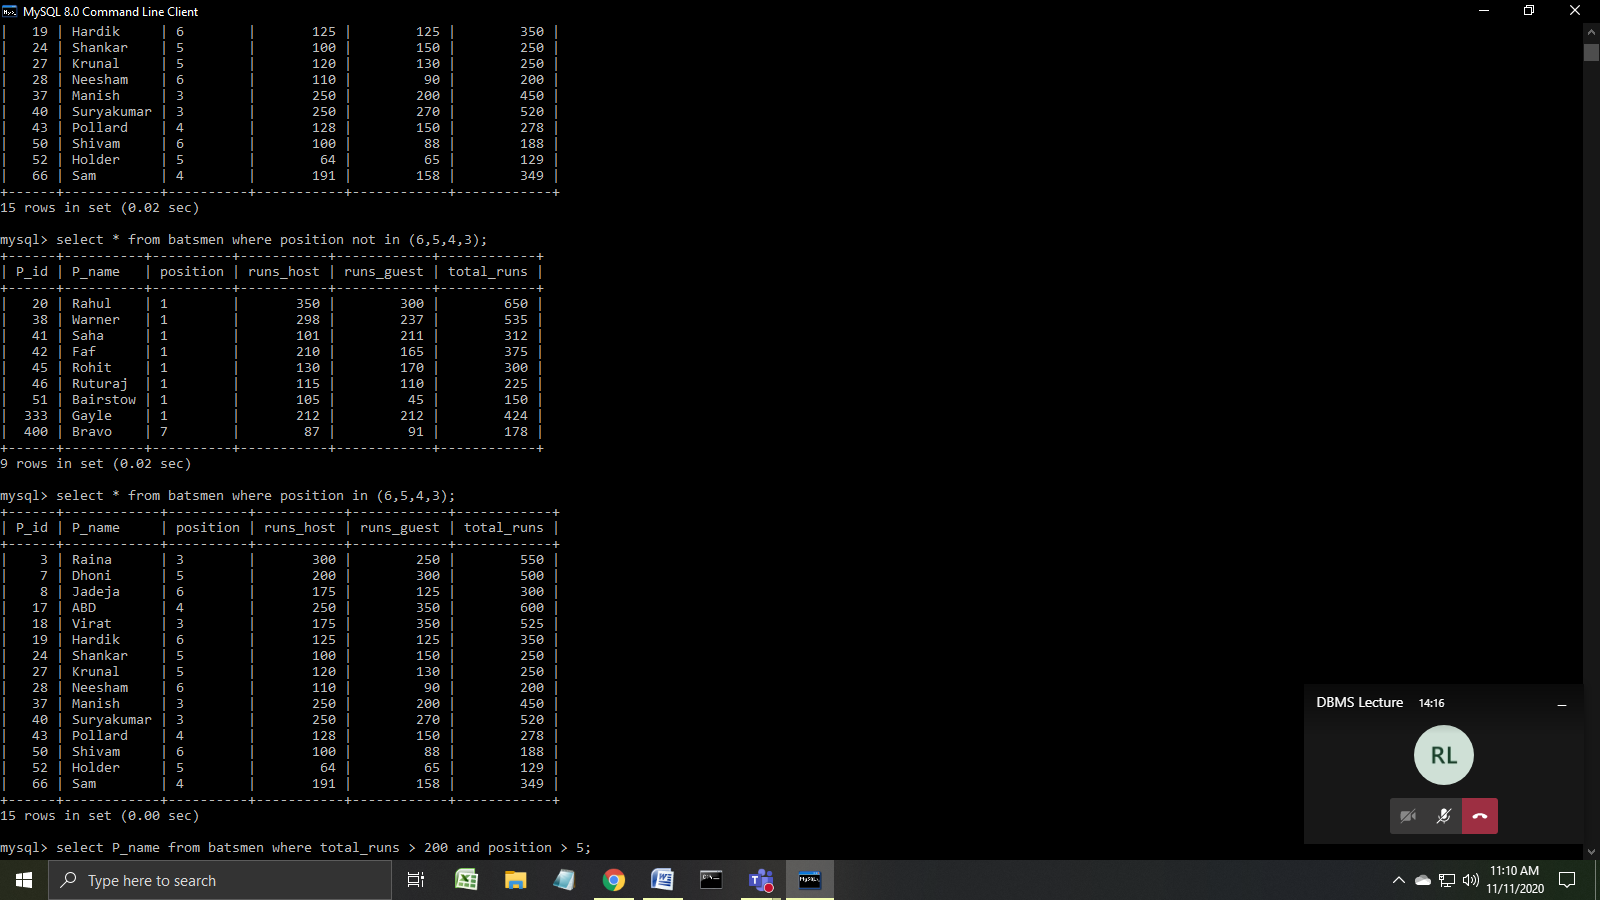 MySQL 8.0 Command Line Client
|   19 | Hardik     | 6        |       125 |        125 |        350 |
|   24 | Shankar    | 5        |       100 |        150 |        250 |
|   27 | Krunal     | 5        |       120 |        130 |        250 |
|   28 | Neesham    | 6        |       110 |         90 |        200 |
|   37 | Manish     | 3        |       250 |        200 |        450 |
|   40 | Suryakumar | 3        |       250 |        270 |        520 |
|   43 | Pollard    | 4        |       128 |        150 |        278 |
|   50 | Shivam     | 6        |       100 |         88 |        188 |
|   52 | Holder     | 5        |        64 |         65 |        129 |
|   66 | Sam        | 4        |       191 |        158 |        349 |
+------+------------+----------+-----------+------------+------------+
15 rows in set (0.02 sec)
mysql> select * from batsmen where position not in (6,5,4,3);
+------+----------+----------+-----------+------------+------------+
| P_id | P_name   | position | runs_host | runs_guest | total_runs |
+------+----------+----------+-----------+------------+------------+
|   20 | Rahul    | 1        |       350 |        300 |        650 |
|   38 | Warner   | 1        |       298 |        237 |        535 |
|   41 | Saha     | 1        |       101 |        211 |        312 |
|   42 | Faf      | 1        |       210 |        165 |        375 |
|   45 | Rohit    | 1        |       130 |        170 |        300 |
|   46 | Ruturaj  | 1        |       115 |        110 |        225 |
|   51 | Bairstow | 1        |       105 |         45 |        150 |
|  333 | Gayle    | 1        |       212 |        212 |        424 |
|  400 | Bravo    | 7        |        87 |         91 |        178 |
+------+----------+----------+-----------+------------+------------+
9 rows in set (0.02 sec)
mysql> select * from batsmen where position in (6,5,4,3);
+------+------------+----------+-----------+------------+------------+
| P_id | P_name     | position | runs_host | runs_guest | total_runs |
+------+------------+----------+-----------+------------+------------+
|    3 | Raina      | 3        |       300 |        250 |        550 |
|    7 | Dhoni      | 5        |       200 |        300 |        500 |
|    8 | Jadeja     | 6        |       175 |        125 |        300 |
|   17 | ABD        | 4        |       250 |        350 |        600 |
|   18 | Virat      | 3        |       175 |        350 |        525 |
|   19 | Hardik     | 6        |       125 |        125 |        350 |
|   24 | Shankar    | 5        |       100 |        150 |        250 |
|   27 | Krunal     | 5        |       120 |        130 |        250 |
|   28 | Neesham    | 6        |       110 |         90 |        200 |
|   37 | Manish     | 3        |       250 |        200 |        450 |
|   40 | Suryakumar | 3        |       250 |        270 |        520 |
|   43 | Pollard    | 4        |       128 |        150 |        278 |
|   50 | Shivam     | 6        |       100 |         88 |        188 |
|   52 | Holder     | 5        |        64 |         65 |        129 |
|   66 | Sam        | 4        |       191 |        158 |        349 |
+------+------------+----------+-----------+------------+------------+
15 rows in set (0.00 sec)
mysql> select P_name from batsmen where total_runs > 200 and position > 5;
DBMS Lecture 14:16
RL
Type here to search
11:10 AM
11/11/2020